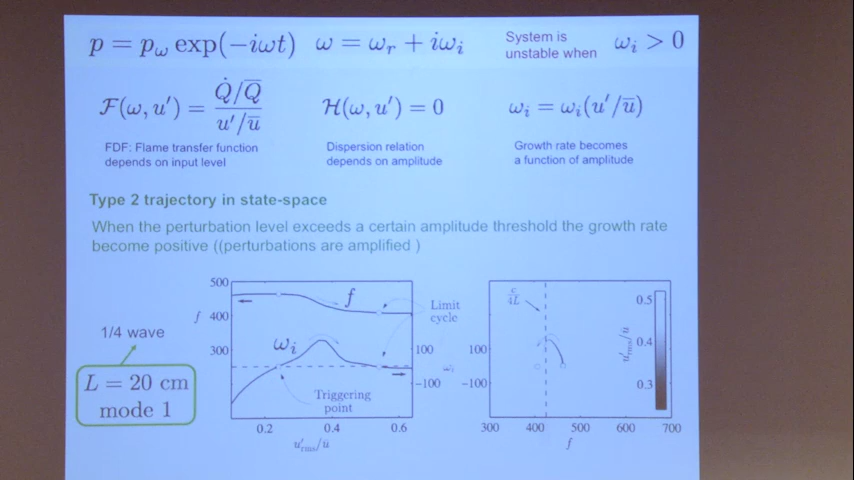 p = p_ω exp(−iωt)  ω = ω_r + iω_i  System is unstable when  ω_i > 0
F(ω, u′) = (Q̇/Q̅)/(u′/u̅)  H(ω, u′) = 0  ω_i = ω_i(u′/u̅)
FDF: Flame transfer function
depends on input level
Dispersion relation
depends on amplitude
Growth rate becomes
a function of amplitude
Type 2 trajectory in state-space
When the perturbation level exceeds a certain amplitude threshold the growth rate
become positive ((perturbations are amplified )
1/4 wave
L = 20 cm
mode 1
500
f 400
300
f
ω_i
Limit
cycle
Triggering
point
100
ω_i
−100
0.2 0.4 0.6
u′_rms/u̅
c/4L
100
−100
0.5
0.4
0.3
u′_rms/u̅
300 400 500 600 700
f